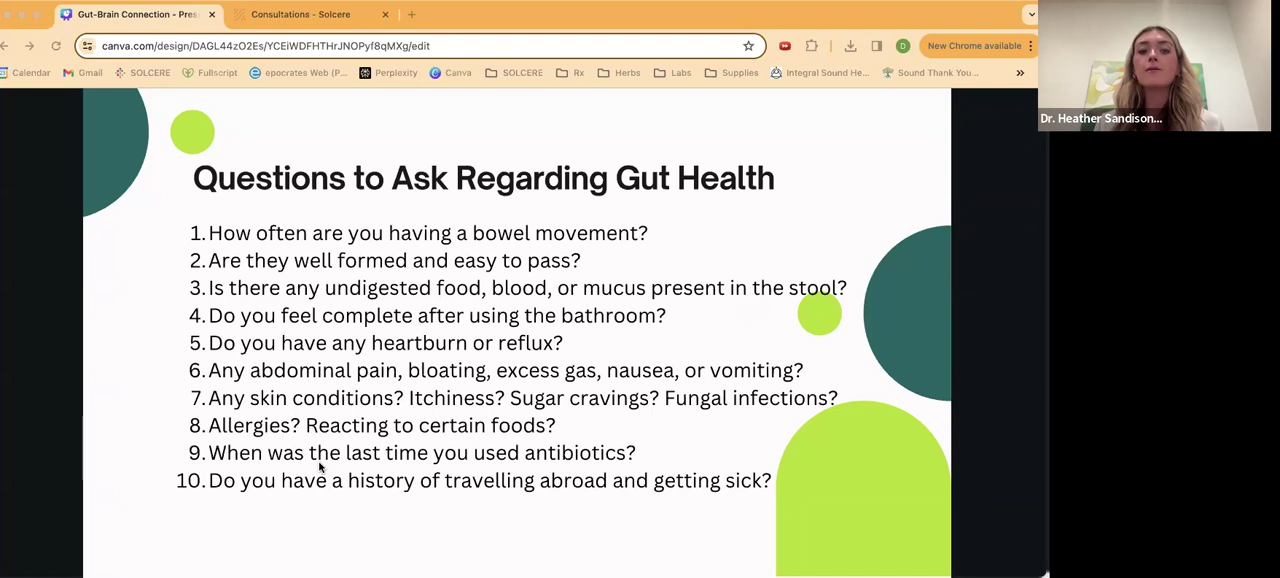 Gut-Brain Connection - Pres
Consultations - Solcere
canva.com/design/DAGL44zO2Es/YCEiWDFHTHrJNOPyf8qMXg/edit
D
New Chrome available
Calendar
Gmail
SOLCERE
Fullscript
epocrates Web (P...
Perplexity
Canva
SOLCERE
Rx
Herbs
Labs
Supplies
Integral Sound He...
Sound Thank You...
Dr. Heather Sandison...
Questions to Ask Regarding Gut Health
1. How often are you having a bowel movement?
2. Are they well formed and easy to pass?
3. Is there any undigested food, blood, or mucus present in the stool?
4. Do you feel complete after using the bathroom?
5. Do you have any heartburn or reflux?
6. Any abdominal pain, bloating, excess gas, nausea, or vomiting?
7. Any skin conditions? Itchiness? Sugar cravings? Fungal infections?
8. Allergies? Reacting to certain foods?
9. When was the last time you used antibiotics?
10. Do you have a history of travelling abroad and getting sick?